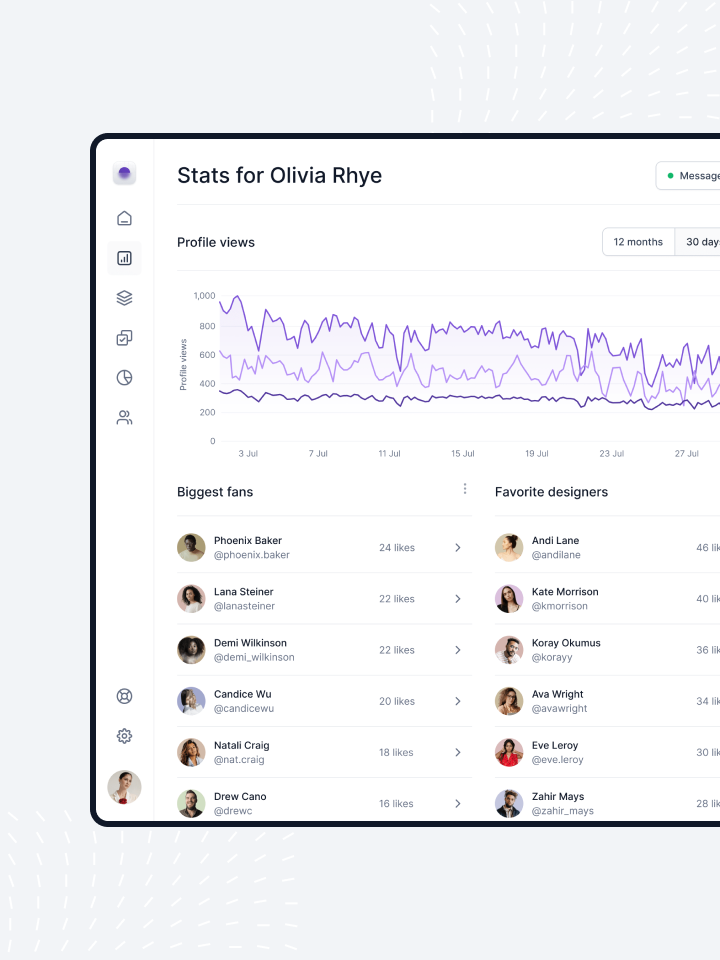 Stats for Olivia Rhye
Message
Profile views
12 months
30 days
1,000
800
600
400
200
0
Profile views
3 Jul
7 Jul
11 Jul
15 Jul
19 Jul
23 Jul
27 Jul
Biggest fans
Phoenix Baker
@phoenix.baker
24 likes
Lana Steiner
@lanasteiner
22 likes
Demi Wilkinson
@demi_wilkinson
22 likes
Candice Wu
@candicewu
20 likes
Natali Craig
@nat.craig
18 likes
Drew Cano
@drewc
16 likes
Favorite designers
Andi Lane
@andilane
46 lik
Kate Morrison
@kmorrison
40 lik
Koray Okumus
@korayy
36 lik
Ava Wright
@avawright
34 lik
Eve Leroy
@eve.leroy
30 lik
Zahir Mays
@zahir_mays
28 lik